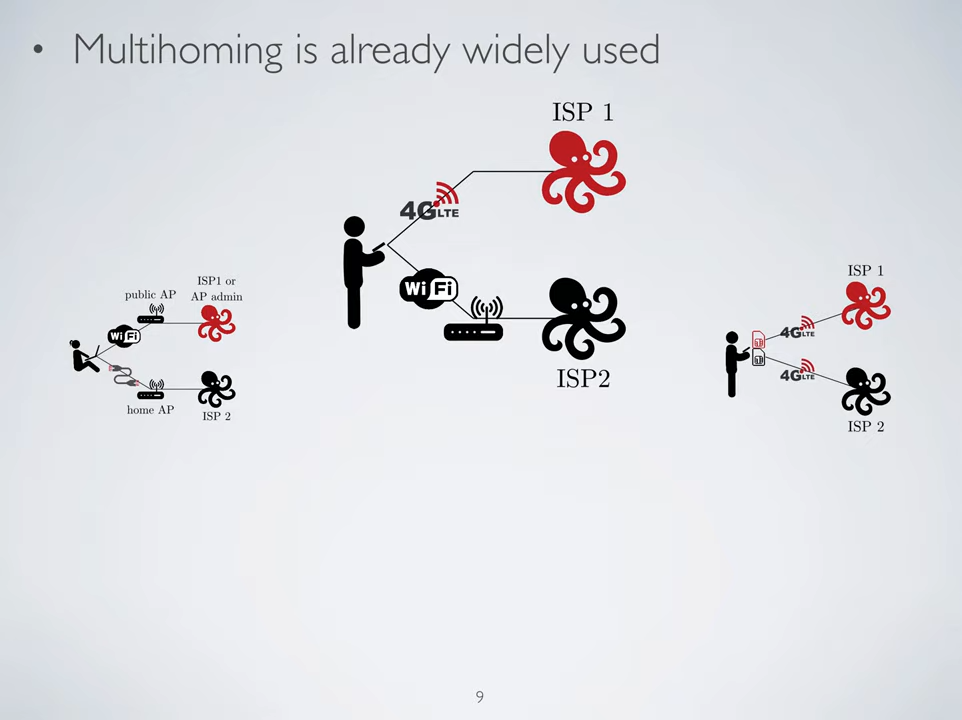 • Multihoming is already widely used
ISP 1
4G LTE
WiFi
ISP2
ISP1 or
AP admin
public AP
WiFi
home AP
ISP 2
ISP 1
4G LTE
4G LTE
ISP 2
9